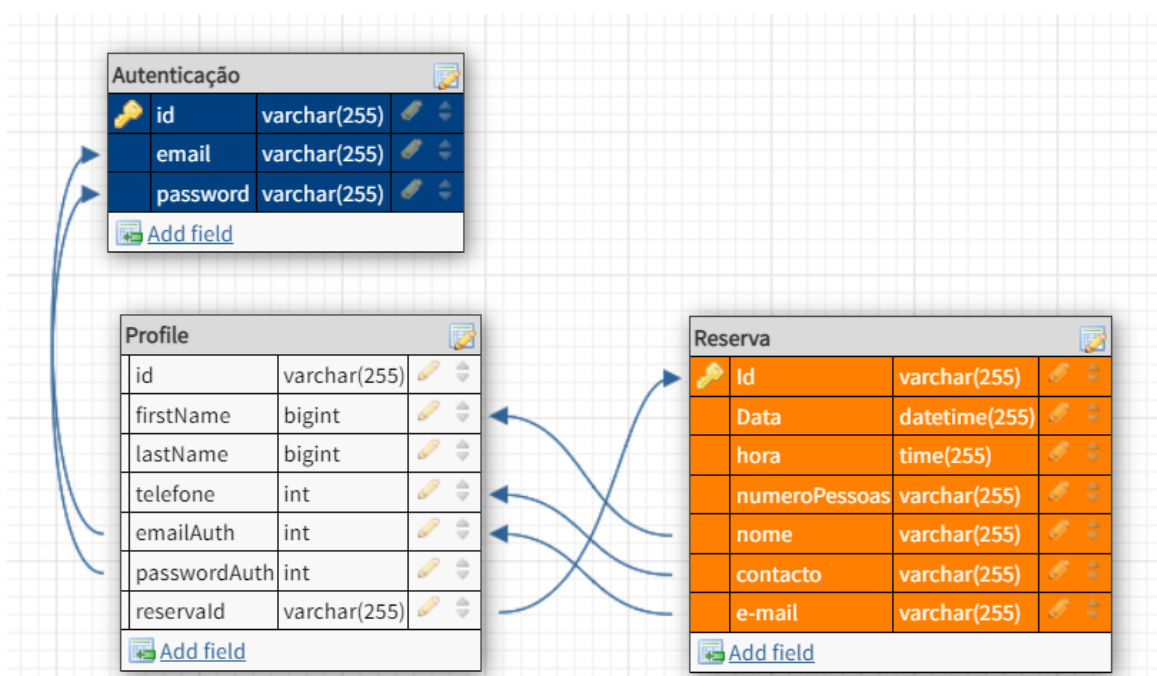 Autenticação
id varchar(255)
email varchar(255)
password varchar(255)
Add field
Profile
id varchar(255)
firstName bigint
lastName bigint
telefone int
emailAuth int
passwordAuth int
reservaId varchar(255)
Add field
Reserva
Id varchar(255)
Data datetime(255)
hora time(255)
numeroPessoas varchar(255)
nome varchar(255)
contacto varchar(255)
e-mail varchar(255)
Add field